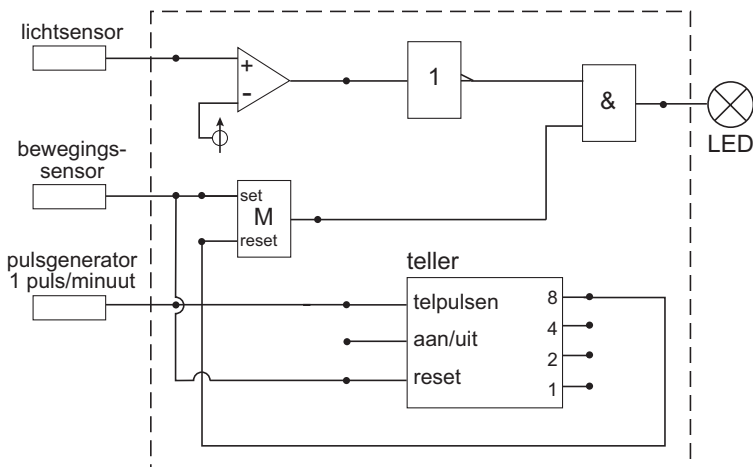 lichtsensor
+
-
1
&
LED
bewegings-
sensor
set
M
reset
pulsgenerator
1 puls/minuut
teller
telpulsen
aan/uit
reset
8
4
2
1